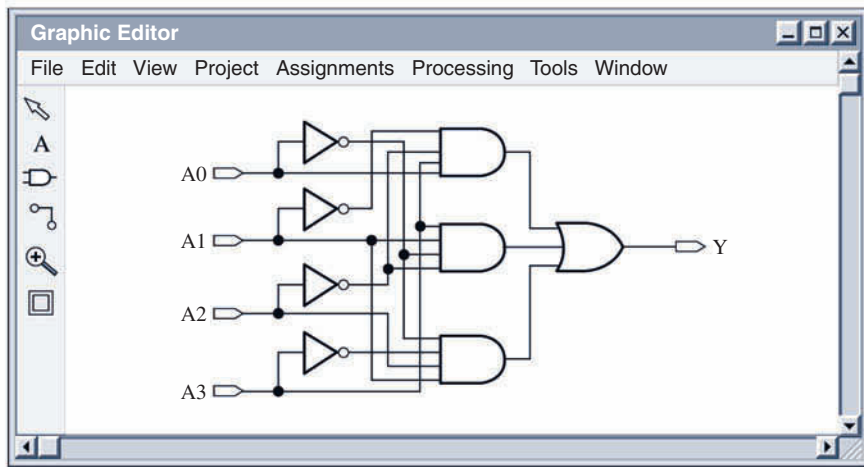 Graphic Editor
File Edit View Project Assignments Processing Tools Window
A
A0
A1
Y
A2
A3